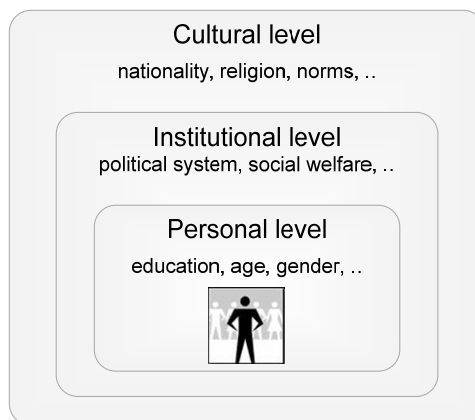 Cultural level
nationality, religion, norms, ..
Institutional level
political system, social welfare, ..
Personal level
education, age, gender, ..